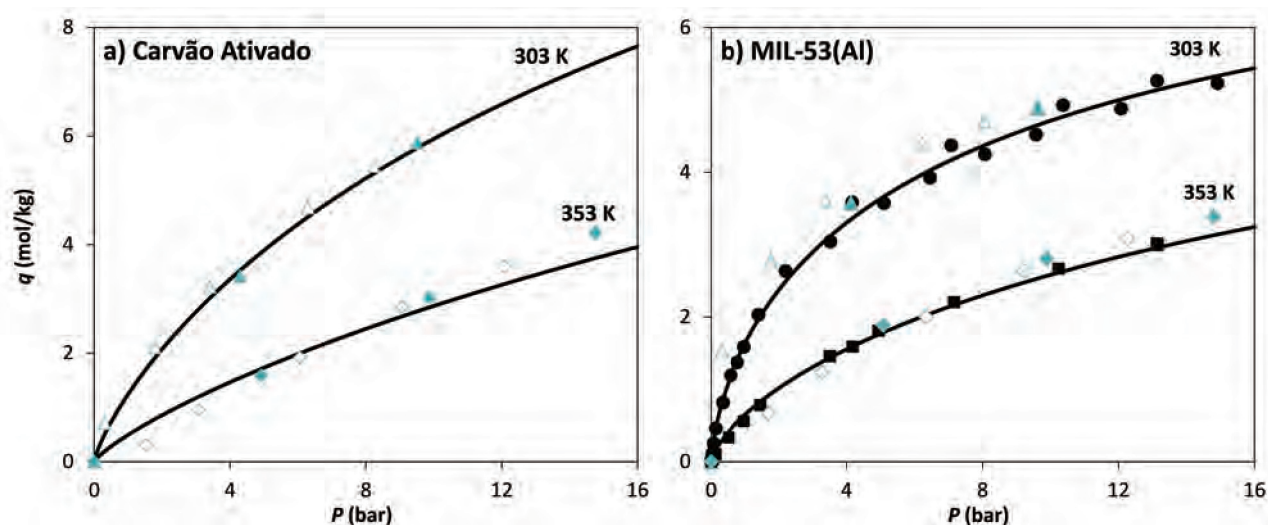 a) Carvão Ativado
303 K
353 K
8
6
4
2
0
q (mol/kg)
0 4 8 12 16
P (bar)
b) MIL-53(Al)
303 K
353 K
6
4
2
0
0 4 8 12 16
P (bar)